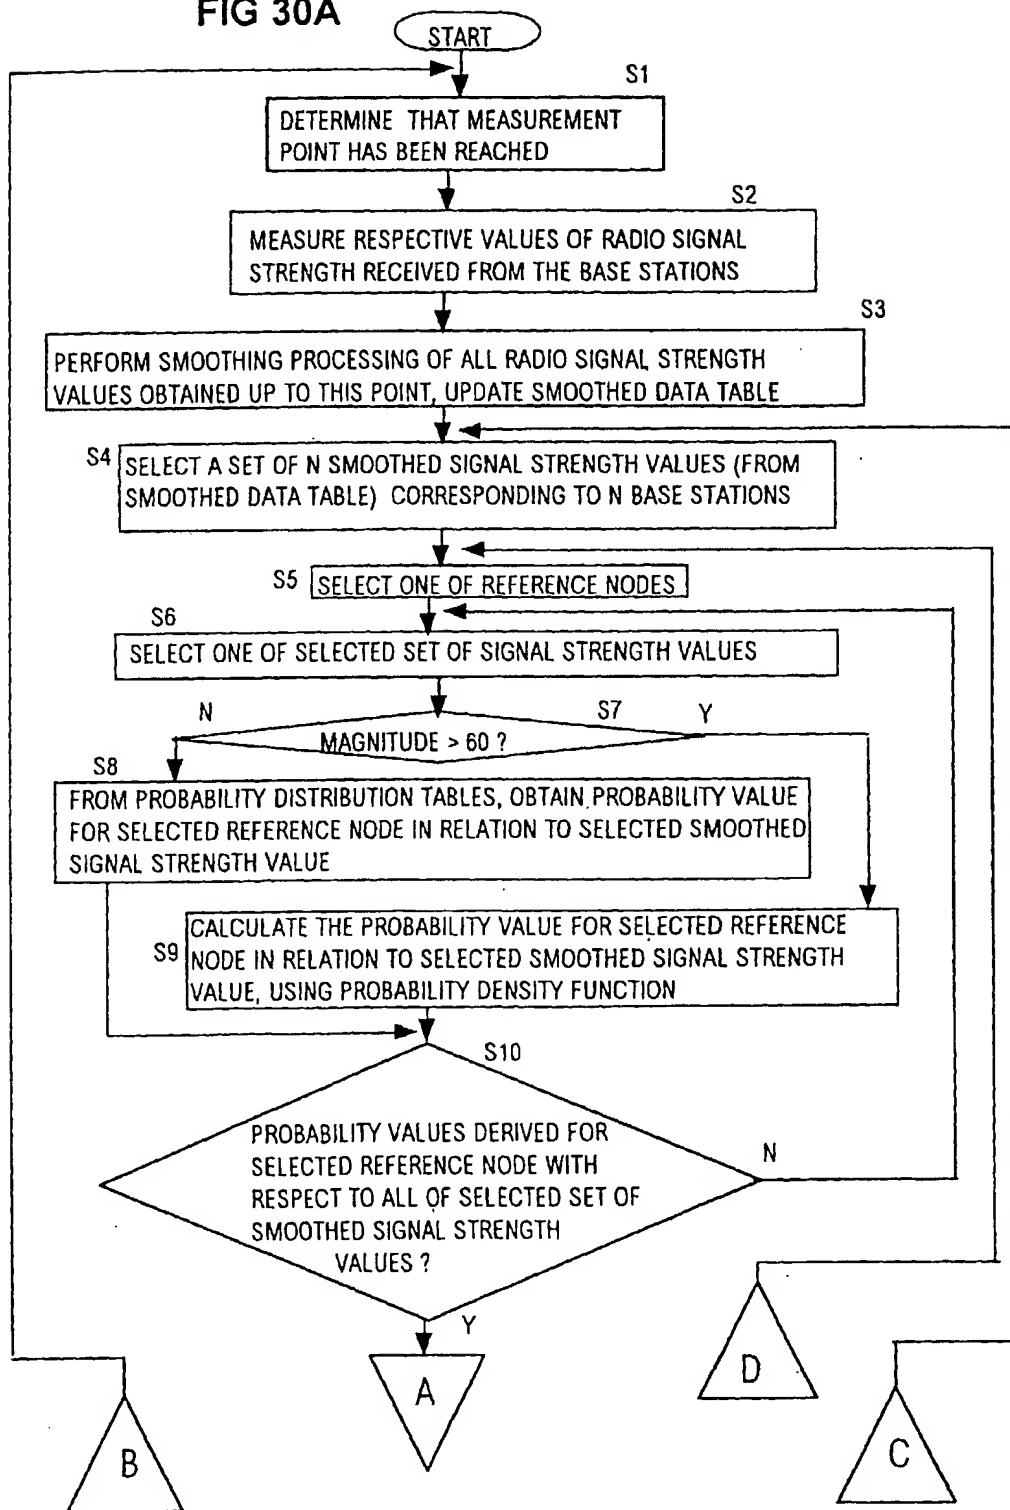 FIG 30A
START
S1
DETERMINE THAT MEASUREMENT
POINT HAS BEEN REACHED
S2
MEASURE RESPECTIVE VALUES OF RADIO SIGNAL
STRENGTH RECEIVED FROM THE BASE STATIONS
S3
PERFORM SMOOTHING PROCESSING OF ALL RADIO SIGNAL STRENGTH
VALUES OBTAINED UP TO THIS POINT, UPDATE SMOOTHED DATA TABLE
S4
SELECT A SET OF N SMOOTHED SIGNAL STRENGTH VALUES (FROM
SMOOTHED DATA TABLE) CORRESPONDING TO N BASE STATIONS
S5
SELECT ONE OF REFERENCE NODES
S6
SELECT ONE OF SELECTED SET OF SIGNAL STRENGTH VALUES
N
S7
Y
MAGNITUDE > 60 ?
S8
FROM PROBABILITY DISTRIBUTION TABLES, OBTAIN PROBABILITY VALUE
FOR SELECTED REFERENCE NODE IN RELATION TO SELECTED SMOOTHED
SIGNAL STRENGTH VALUE
S9
CALCULATE THE PROBABILITY VALUE FOR SELECTED REFERENCE
NODE IN RELATION TO SELECTED SMOOTHED SIGNAL STRENGTH
VALUE, USING PROBABILITY DENSITY FUNCTION
S10
PROBABILITY VALUES DERIVED FOR
SELECTED REFERENCE NODE WITH
RESPECT TO ALL OF SELECTED SET OF
SMOOTHED SIGNAL STRENGTH
VALUES ?
N
Y
A
D
B
C